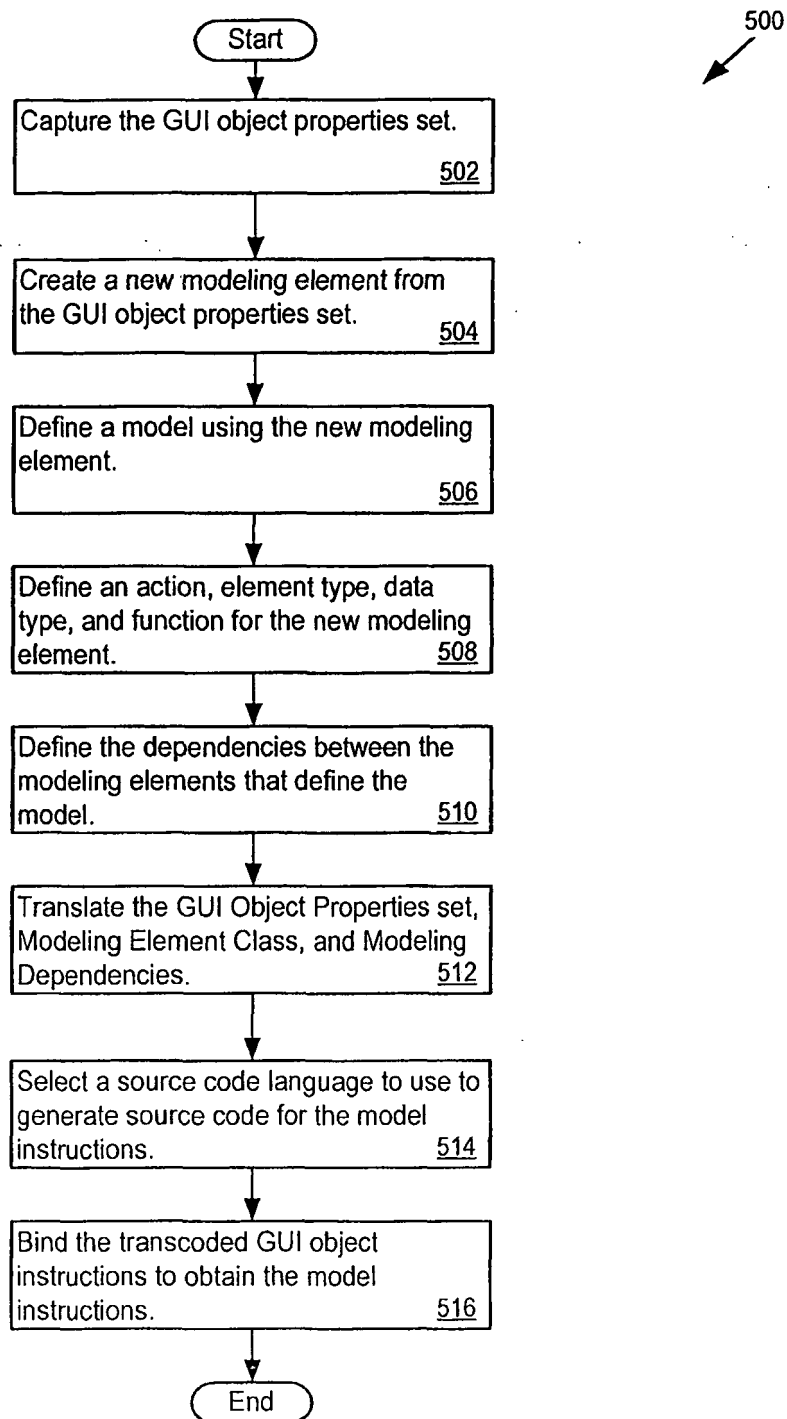 500
Start
Capture the GUI object properties set.
502
Create a new modeling element from
the GUI object properties set.
504
Define a model using the new modeling
element.
506
Define an action, element type, data
type, and function for the new modeling
element.
508
Define the dependencies between the
modeling elements that define the
model.
510
Translate the GUI Object Properties set,
Modeling Element Class, and Modeling
Dependencies.
512
Select a source code language to use to
generate source code for the model
instructions.
514
Bind the transcoded GUI object
instructions to obtain the model
instructions.
516
End